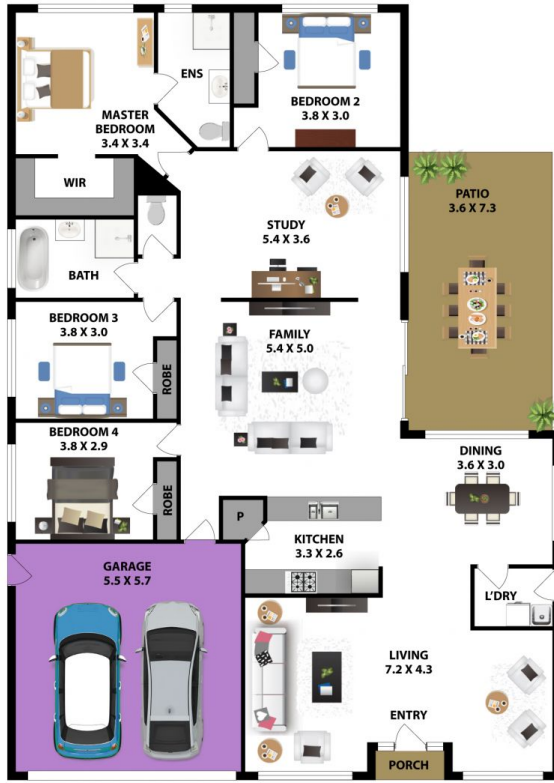 ENS
BEDROOM 2
3.8 X 3.0
MASTER
BEDROOM
3.4 X 3.4
WIR
STUDY
5.4 X 3.6
PATIO
3.6 X 7.3
BATH
BEDROOM 3
3.8 X 3.0
ROBE
FAMILY
5.4 X 5.0
BEDROOM 4
3.8 X 2.9
ROBE
DINING
3.6 X 3.0
P
KITCHEN
3.3 X 2.6
GARAGE
5.5 X 5.7
L'DRY
LIVING
7.2 X 4.3
ENTRY
PORCH